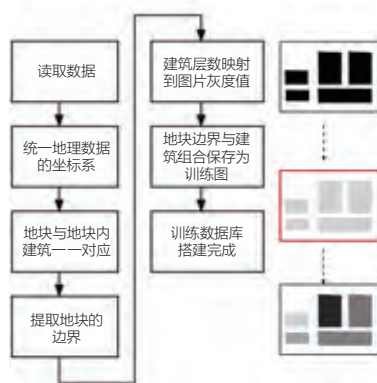 读取数据
统一地理数据
的坐标系
地块与地块内
建筑一一对应
提取地块的
边界
建筑层数映射
到图片灰度值
地块边界与建
筑组合保存为
训练图
训练数据库
搭建完成